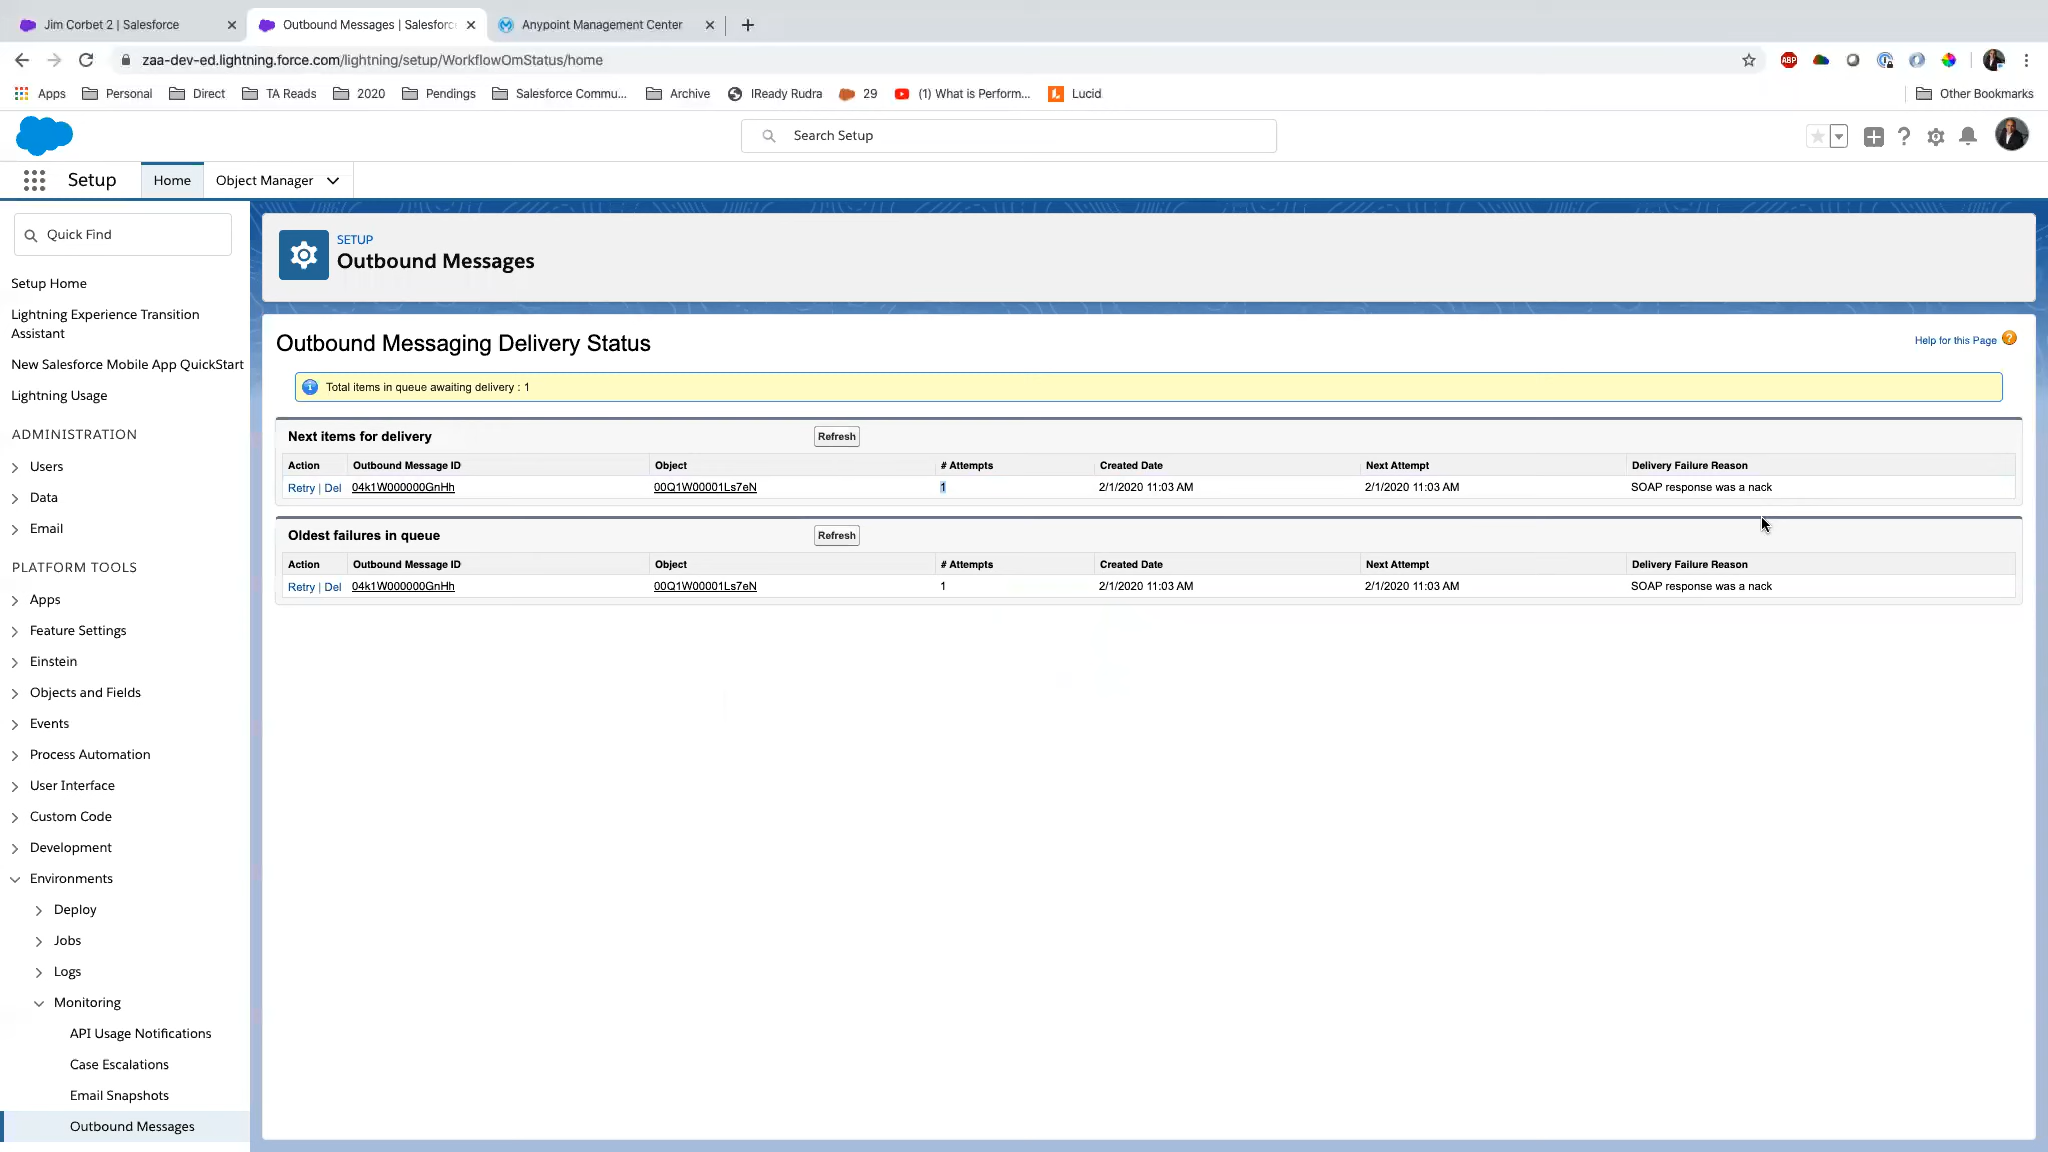 Jim Corbet 2 | Salesforce
Outbound Messages | Salesforc
Anypoint Management Center
zaa-dev-ed.lightning.force.com/lightning/setup/WorkflowOmStatus/home
ABP
Apps Personal Direct TA Reads 2020 Pendings Salesforce Commu... Archive IReady Rudra 29 (1) What is Perform... Lucid Other Bookmarks
Search Setup
Setup Home Object Manager
Quick Find
Setup Home
Lightning Experience Transition
Assistant
New Salesforce Mobile App QuickStart
Lightning Usage
ADMINISTRATION
Users
Data
Email
PLATFORM TOOLS
Apps
Feature Settings
Einstein
Objects and Fields
Events
Process Automation
User Interface
Custom Code
Development
Environments
Deploy
Jobs
Logs
Monitoring
API Usage Notifications
Case Escalations
Email Snapshots
Outbound Messages
SETUP
Outbound Messages
Outbound Messaging Delivery Status
Help for this Page ?
Total items in queue awaiting delivery : 1
Next items for delivery Refresh
Action Outbound Message ID Object # Attempts Created Date Next Attempt Delivery Failure Reason
Retry | Del 04k1W000000GnHh 00Q1W00001Ls7eN 1 2/1/2020 11:03 AM 2/1/2020 11:03 AM SOAP response was a nack
Oldest failures in queue Refresh
Action Outbound Message ID Object # Attempts Created Date Next Attempt Delivery Failure Reason
Retry | Del 04k1W000000GnHh 00Q1W00001Ls7eN 1 2/1/2020 11:03 AM 2/1/2020 11:03 AM SOAP response was a nack